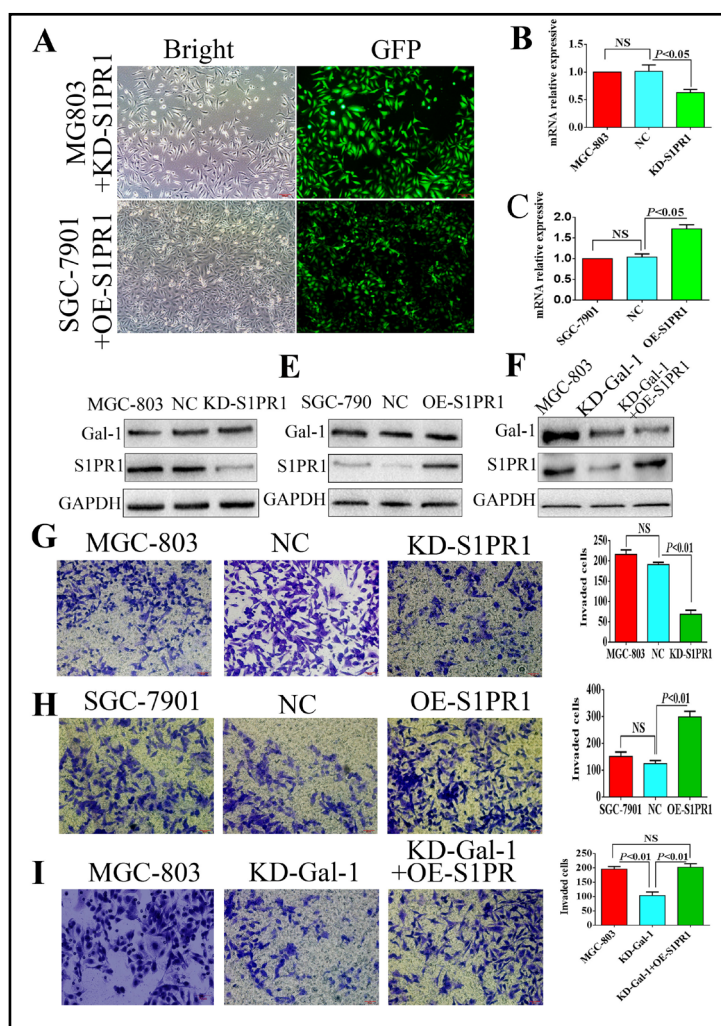 A
Bright
GFP
MG803
+KD-S1PR1
SGC-7901
+OE-S1PR1
B
mRNA relative expressive
1.5
1.0
0.5
0.0
NS
P<0.05
MGC-803
NC
KD-S1PR1
C
mRNA relative expressive
2.0
1.5
1.0
0.5
0.0
NS
P<0.05
SGC-7901
NC
OE-S1PR1
MGC-803 NC KD-S1PR1
Gal-1
S1PR1
GAPDH
E
SGC-790 NC OE-S1PR1
Gal-1
S1PR1
GAPDH
F
MGC-803
KD-Gal-1
KD-Gal-1
+OE-S1PR1
Gal-1
S1PR1
GAPDH
G
MGC-803
NC
KD-S1PR1
Invaded cells
250
200
150
100
50
0
NS
P<0.01
MGC-803 NC KD-S1PR1
H
SGC-7901
NC
OE-S1PR1
Invaded cells
400
300
200
100
0
NS
P<0.01
SGC-7901 NC OE-S1PR1
I
MGC-803
KD-Gal-1
KD-Gal-1
+OE-S1PR
Invaded cells
250
200
150
100
50
0
NS
P<0.01 P<0.01
MGC-803
KD-Gal-1
KD-Gal-1+OE-S1PR1